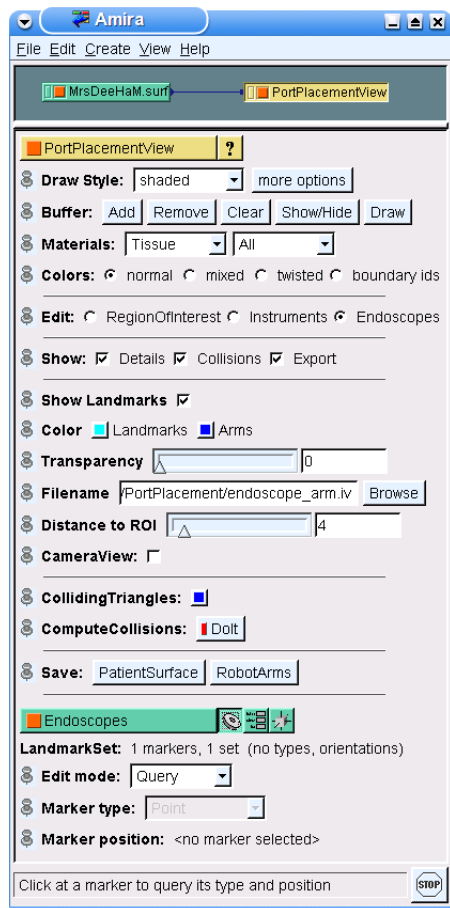 Amira
File Edit Create View Help
MrsDeeHaM.surf PortPlacementView
PortPlacementView ?
Draw Style: shaded more options
Buffer: Add Remove Clear Show/Hide Draw
Materials: Tissue All
Colors: normal mixed twisted boundary ids
Edit: RegionOfInterest Instruments Endoscopes
Show: Details Collisions Export
Show Landmarks
Color Landmarks Arms
Transparency 0
Filename /PortPlacement/endoscope_arm.iv Browse
Distance to ROI 4
CameraView:
CollidingTriangles:
ComputeCollisions: DoIt
Save: PatientSurface RobotArms
Endoscopes
LandmarkSet: 1 markers, 1 set (no types, orientations)
Edit mode: Query
Marker type: Point
Marker position: <no marker selected>
Click at a marker to query its type and position STOP